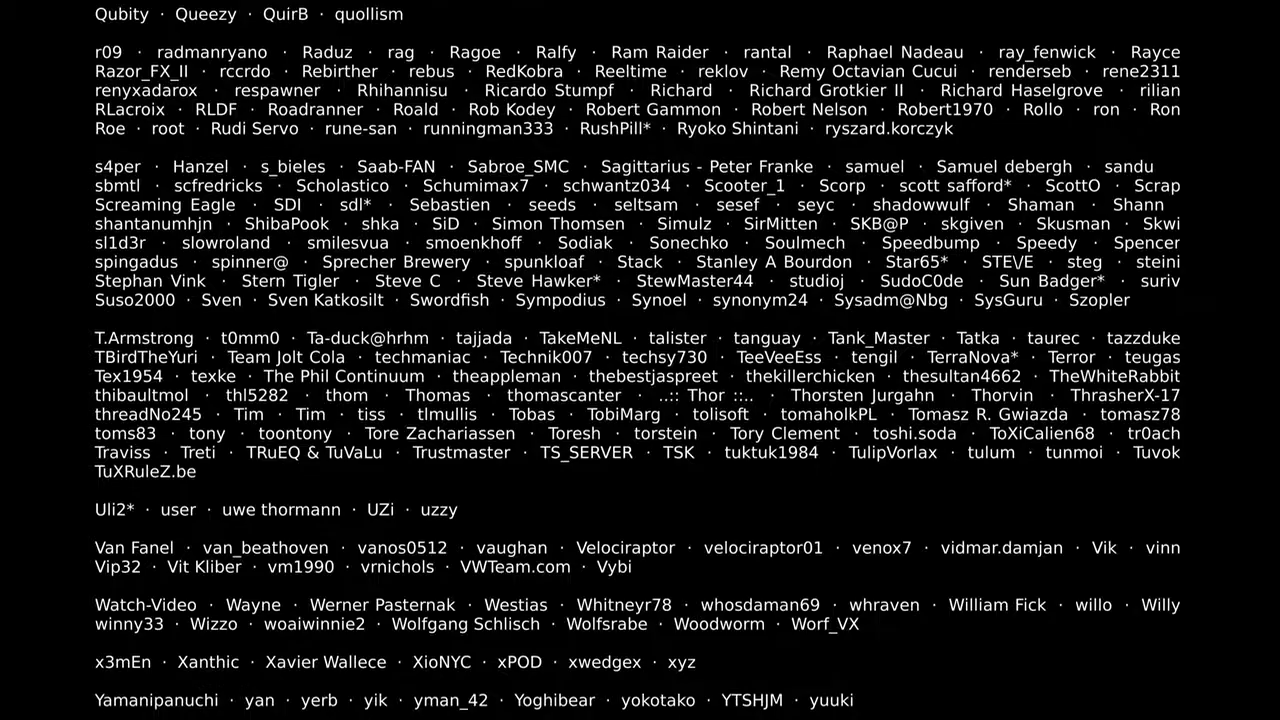 Qubity · Queezy · QuirB · quollism
r09 · radmanryano · Raduz · rag · Ragoe · Ralfy · Ram Raider · rantal · Raphael Nadeau · ray_fenwick · Rayce
Razor_FX_II · rccrdo · Rebirther · rebus · RedKobra · Reeltime · reklov · Remy Octavian Cucui · renderseb · rene2311
renyxadarox · respawner · Rhihannisu · Ricardo Stumpf · Richard · Richard Grotkier II · Richard Haselgrove · rilian
RLacroix · RLDF · Roadranner · Roald · Rob Kodey · Robert Gammon · Robert Nelson · Robert1970 · Rollo · ron · Ron
Roe · root · Rudi Servo · rune-san · runningman333 · RushPill* · Ryoko Shintani · ryszard.korczyk
s4per · Hanzel · s_bieles · Saab-FAN · Sabroe_SMC · Sagittarius - Peter Franke · samuel · Samuel debergh · sandu
sbmtl · scfredricks · Scholastico · Schumimax7 · schwantz034 · Scooter_1 · Scorp · scott safford* · ScottO · Scrap
Screaming Eagle · SDI · sdl* · Sebastien · seeds · seltsam · sesef · seyc · shadowwulf · Shaman · Shann
shantanumhjn · ShibaPook · shka · SiD · Simon Thomsen · Simulz · SirMitten · SKB@P · skgiven · Skusman · Skwi
sl1d3r · slowroland · smilesvua · smoenkhoff · Sodiak · Sonechko · Soulmech · Speedbump · Speedy · Spencer
spingadus · spinner@ · Sprecher Brewery · spunkloaf · Stack · Stanley A Bourdon · Star65* · STE\/E · steg · steini
Stephan Vink · Stern Tigler · Steve C · Steve Hawker* · StewMaster44 · studioj · SudoC0de · Sun Badger* · suriv
Suso2000 · Sven · Sven Katkosilt · Swordfish · Sympodius · Synoel · synonym24 · Sysadm@Nbg · SysGuru · Szopler
T.Armstrong · t0mm0 · Ta-duck@hrhm · tajjada · TakeMeNL · talister · tanguay · Tank_Master · Tatka · taurec · tazzduke
TBirdTheYuri · Team Jolt Cola · techmaniac · Technik007 · techsy730 · TeeVeeEss · tengil · TerraNova* · Terror · teugas
Tex1954 · texke · The Phil Continuum · theappleman · thebestjaspreet · thekillerchicken · thesultan4662 · TheWhiteRabbit
thibaultmol · thl5282 · thom · Thomas · thomascanter · ..:: Thor ::.. · Thorsten Jurgahn · Thorvin · ThrasherX-17
threadNo245 · Tim · Tim · tiss · tlmullis · Tobas · TobiMarg · tolisoft · tomaholkPL · Tomasz R. Gwiazda · tomasz78
toms83 · tony · toontony · Tore Zachariassen · Toresh · torstein · Tory Clement · toshi.soda · ToXiCalien68 · tr0ach
Traviss · Treti · TRuEQ & TuVaLu · Trustmaster · TS_SERVER · TSK · tuktuk1984 · TulipVorlax · tulum · tunmoi · Tuvok
TuXRuleZ.be
Uli2* · user · uwe thormann · UZi · uzzy
Van Fanel · van_beathoven · vanos0512 · vaughan · Velociraptor · velociraptor01 · venox7 · vidmar.damjan · Vik · vinn
Vip32 · Vit Kliber · vm1990 · vrnichols · VWTeam.com · Vybi
Watch-Video · Wayne · Werner Pasternak · Westias · Whitneyr78 · whosdaman69 · whraven · William Fick · willo · Willy
winny33 · Wizzo · woaiwinnie2 · Wolfgang Schlisch · Wolfsrabe · Woodworm · Worf_VX
x3mEn · Xanthic · Xavier Wallece · XioNYC · xPOD · xwedgex · xyz
Yamanipanuchi · yan · yerb · yik · yman_42 · Yoghibear · yokotako · YTSHJM · yuuki